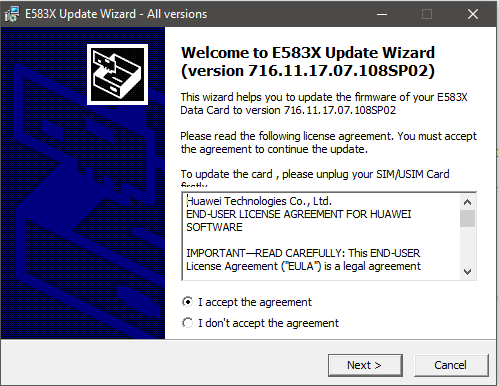 E583X Update Wizard - All versions
Welcome to E583X Update Wizard
(version 716.11.17.07.108SP02)
This wizard helps you to update the firmware of your E583X
Data Card to version 716.11.17.07.108SP02
Please read the following license agreement. You must accept
the agreement to continue the update.
To update the card , please unplug your SIM/USIM Card
firstly.
Huawei Technologies Co., Ltd.
END-USER LICENSE AGREEMENT FOR HUAWEI
SOFTWARE
IMPORTANT—READ CAREFULLY: This END-USER
License Agreement ("EULA") is a legal agreement
I accept the agreement
I don't accept the agreement
Next >
Cancel